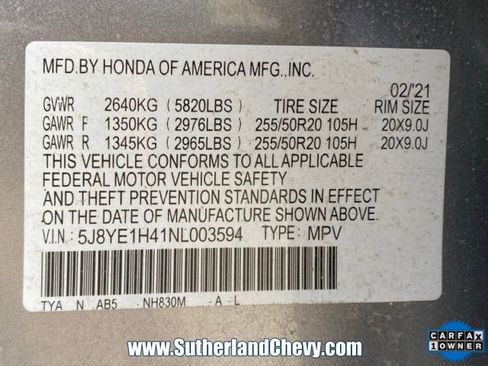 MFD.BY HONDA OF AMERICA MFG.,INC.
02/'21
GVWR 2640KG (5820LBS) TIRE SIZE RIM SIZE
GAWR F 1350KG (2976LBS) 255/50R20 105H 20X9.0J
GAWR R 1345KG (2965LBS) 255/50R20 105H 20X9.0J
THIS VEHICLE CONFORMS TO ALL APPLICABLE
FEDERAL MOTOR VEHICLE SAFETY
AND THEFT PREVENTION STANDARDS IN EFFECT
ON THE DATE OF MANUFACTURE SHOWN ABOVE.
V.I.N: 5J8YE1H41NL003594 TYPE: MPV
TYA N AB5 NH830M - A - L
CARFAX
1 OWNER
www.SutherlandChevy.com